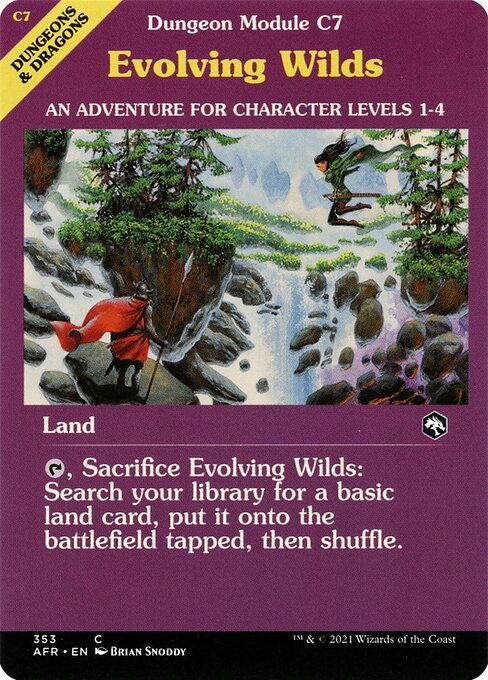 C7
DUNGEONS
& DRAGONS
Dungeon Module C7
Evolving Wilds
AN ADVENTURE FOR CHARACTER LEVELS 1-4
Land
, Sacrifice Evolving Wilds:
Search your library for a basic
land card, put it onto the
battlefield tapped, then shuffle.
353 C
AFR • EN BRIAN SNODDY
™ & © 2021 Wizards of the Coast